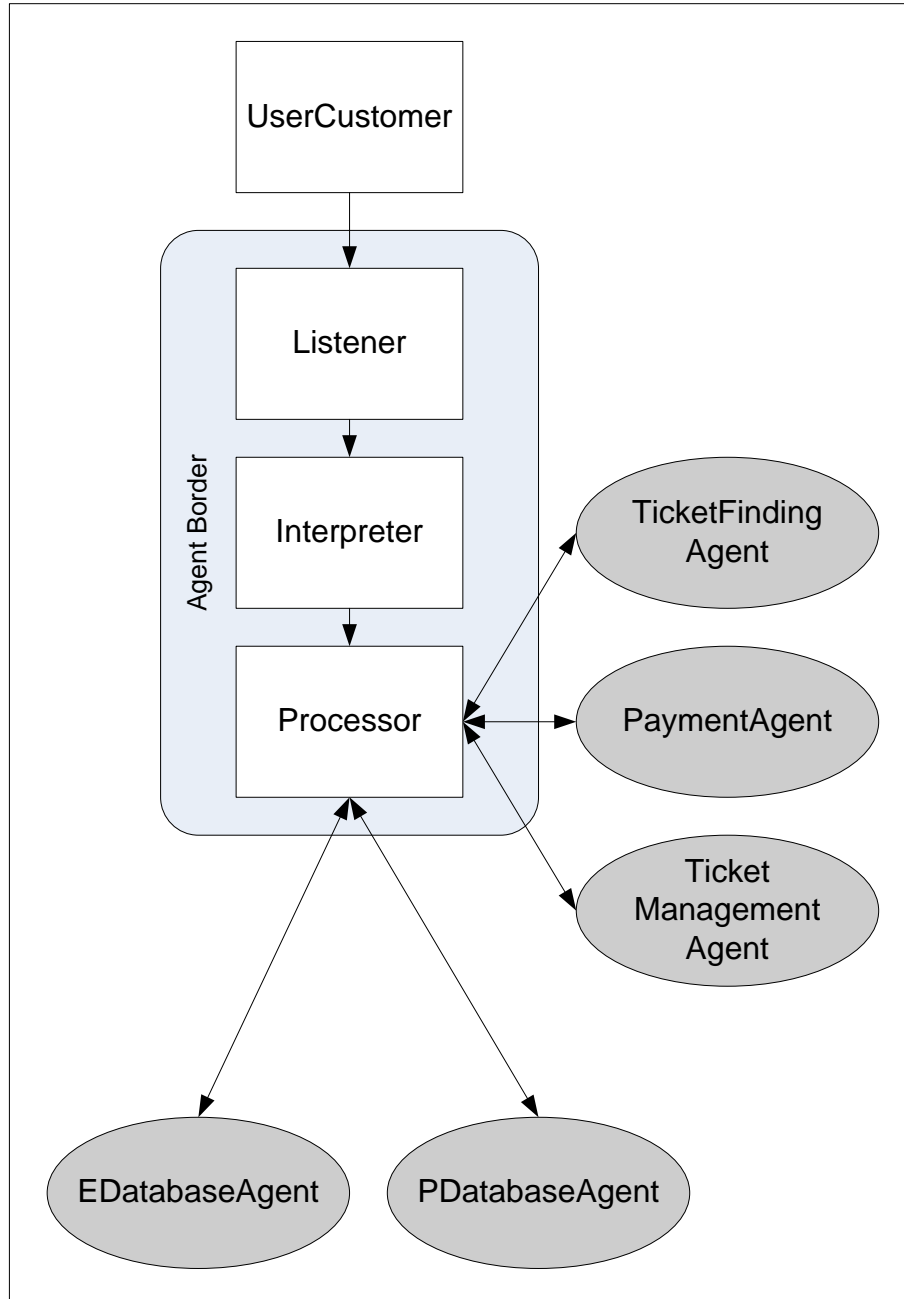 UserCustomer
Listener
Agent Border
Interpreter
TicketFinding
Agent
Processor
PaymentAgent
Ticket
Management
Agent
EDatabaseAgent
PDatabaseAgent